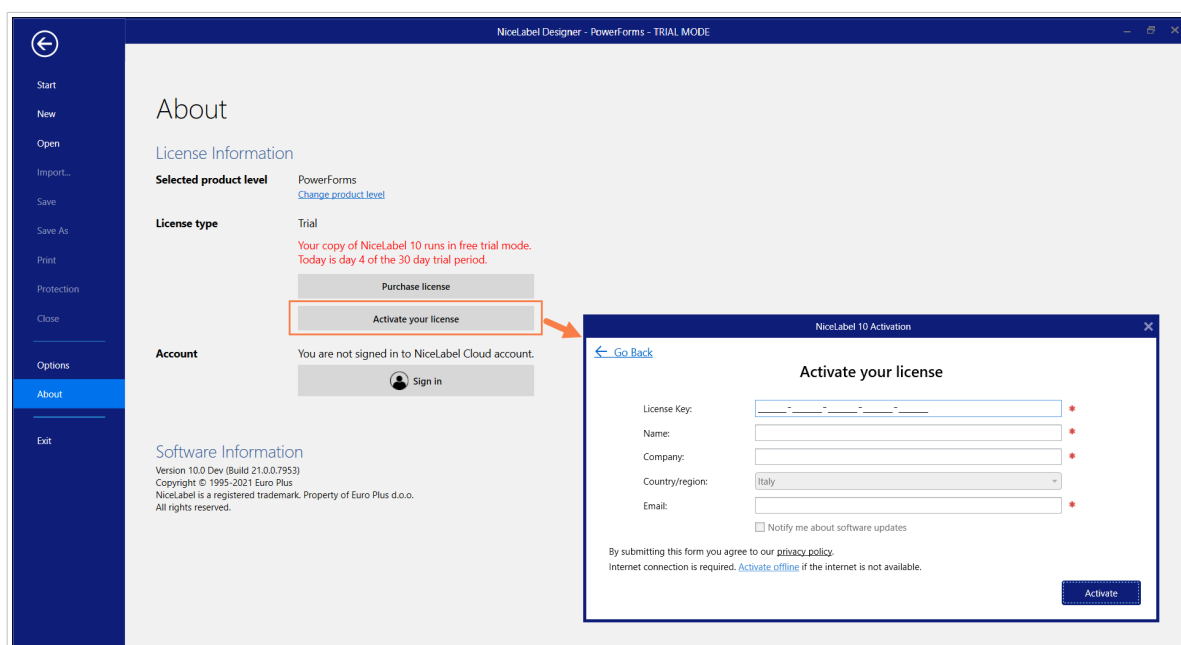 NiceLabel Designer - PowerForms - TRIAL MODE
Start
New
Open
Import...
Save
Save As
Print
Protection
Close
Options
About
Exit
About
License Information
Selected product level PowerForms
Change product level
License type Trial
Your copy of NiceLabel 10 runs in free trial mode.
Today is day 4 of the 30 day trial period.
Purchase license
Activate your license
Account You are not signed in to NiceLabel Cloud account.
Sign in
Software Information
Version 10.0 Dev (Build 21.0.0.7953)
Copyright © 1995-2021 Euro Plus
NiceLabel is a registered trademark. Property of Euro Plus d.o.o.
All rights reserved.
NiceLabel 10 Activation
Go Back
Activate your license
License Key: _____-_____-_____-_____-_____ *
Name: *
Company: *
Country/region: Italy
Email: *
Notify me about software updates
By submitting this form you agree to our privacy policy.
Internet connection is required. Activate offline if the internet is not available.
Activate